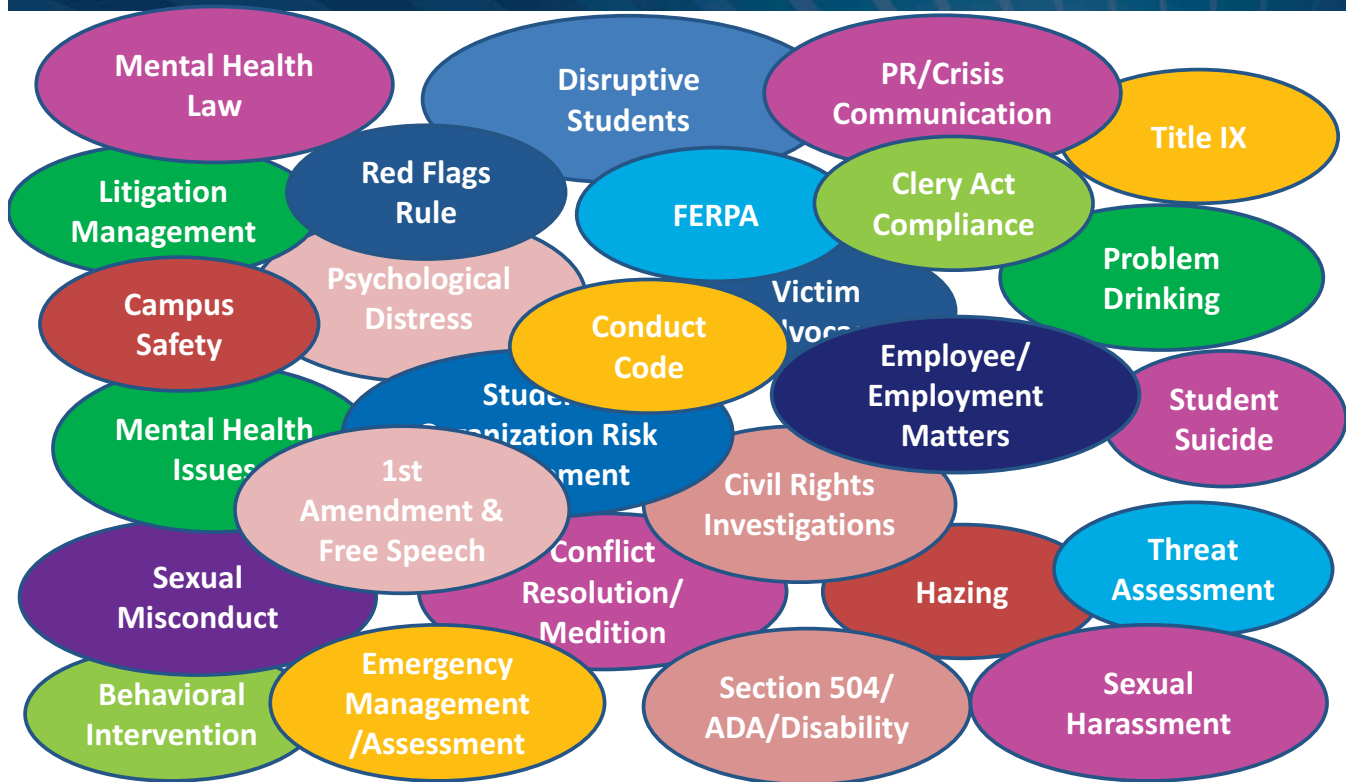 Mental Health
Law
Disruptive
Students
PR/Crisis
Communication
Title IX
Litigation
Management
Red Flags
Rule
FERPA
Clery Act
Compliance
Problem
Drinking
Campus
Safety
Psychological
Distress
Conduct
Code
Victim
Employee/
Employment
Matters
Student
Suicide
Mental Health
Issues
Risk
1st
Amendment &
Free Speech
Civil Rights
Investigations
Sexual
Misconduct
Conflict
Resolution/
Medition
Hazing
Threat
Assessment
Behavioral
Intervention
Emergency
Management
/Assessment
Section 504/
ADA/Disability
Sexual
Harassment